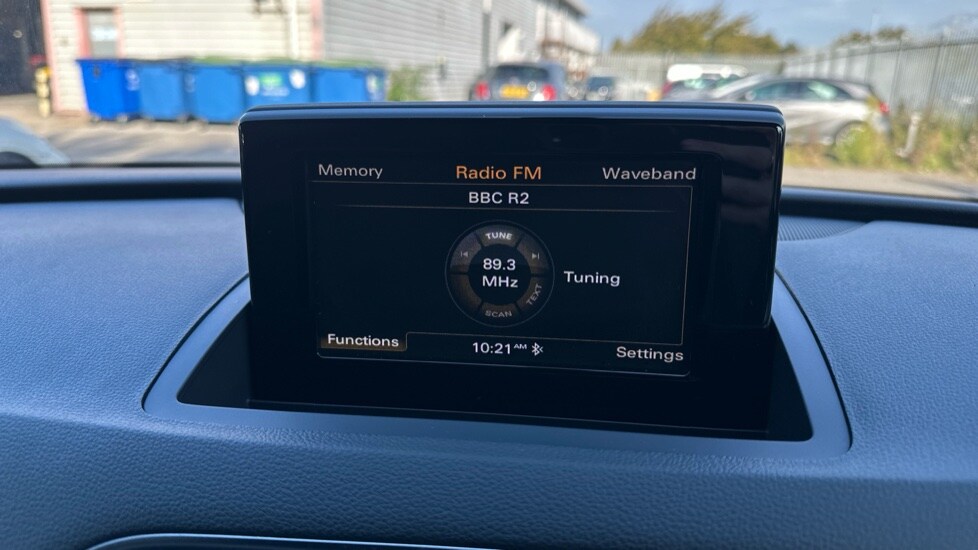 Memory Radio FM Waveband
BBC R2
TUNE
89.3
MHz
Tuning
TEXT
SCAN
Functions 10:21 AM Settings